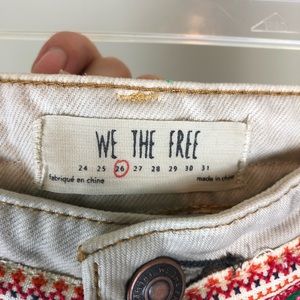 WE THE FREE
24 25 26 27 28 29 30 31
fabriqué en chine made in china